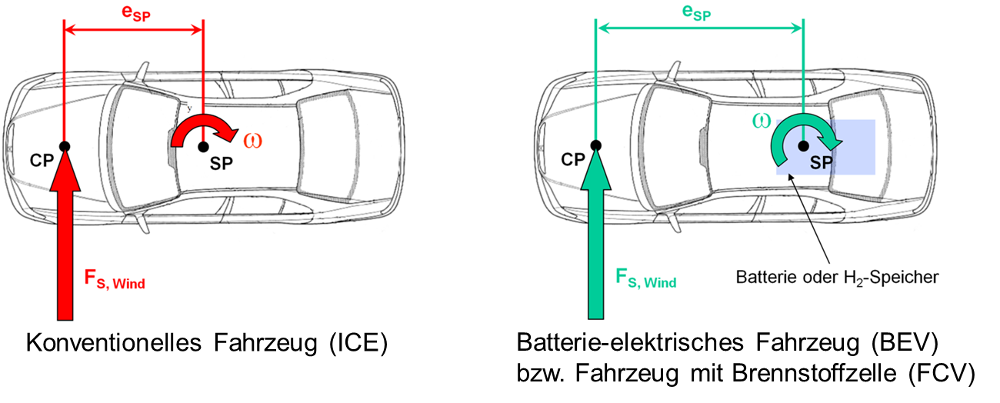 eSP
CP
SP
ω
y
FS, Wind
Konventionelles Fahrzeug (ICE)
eSP
ω
CP
SP
FS, Wind
Batterie oder H2-Speicher
Batterie-elektrisches Fahrzeug (BEV)
bzw. Fahrzeug mit Brennstoffzelle (FCV)